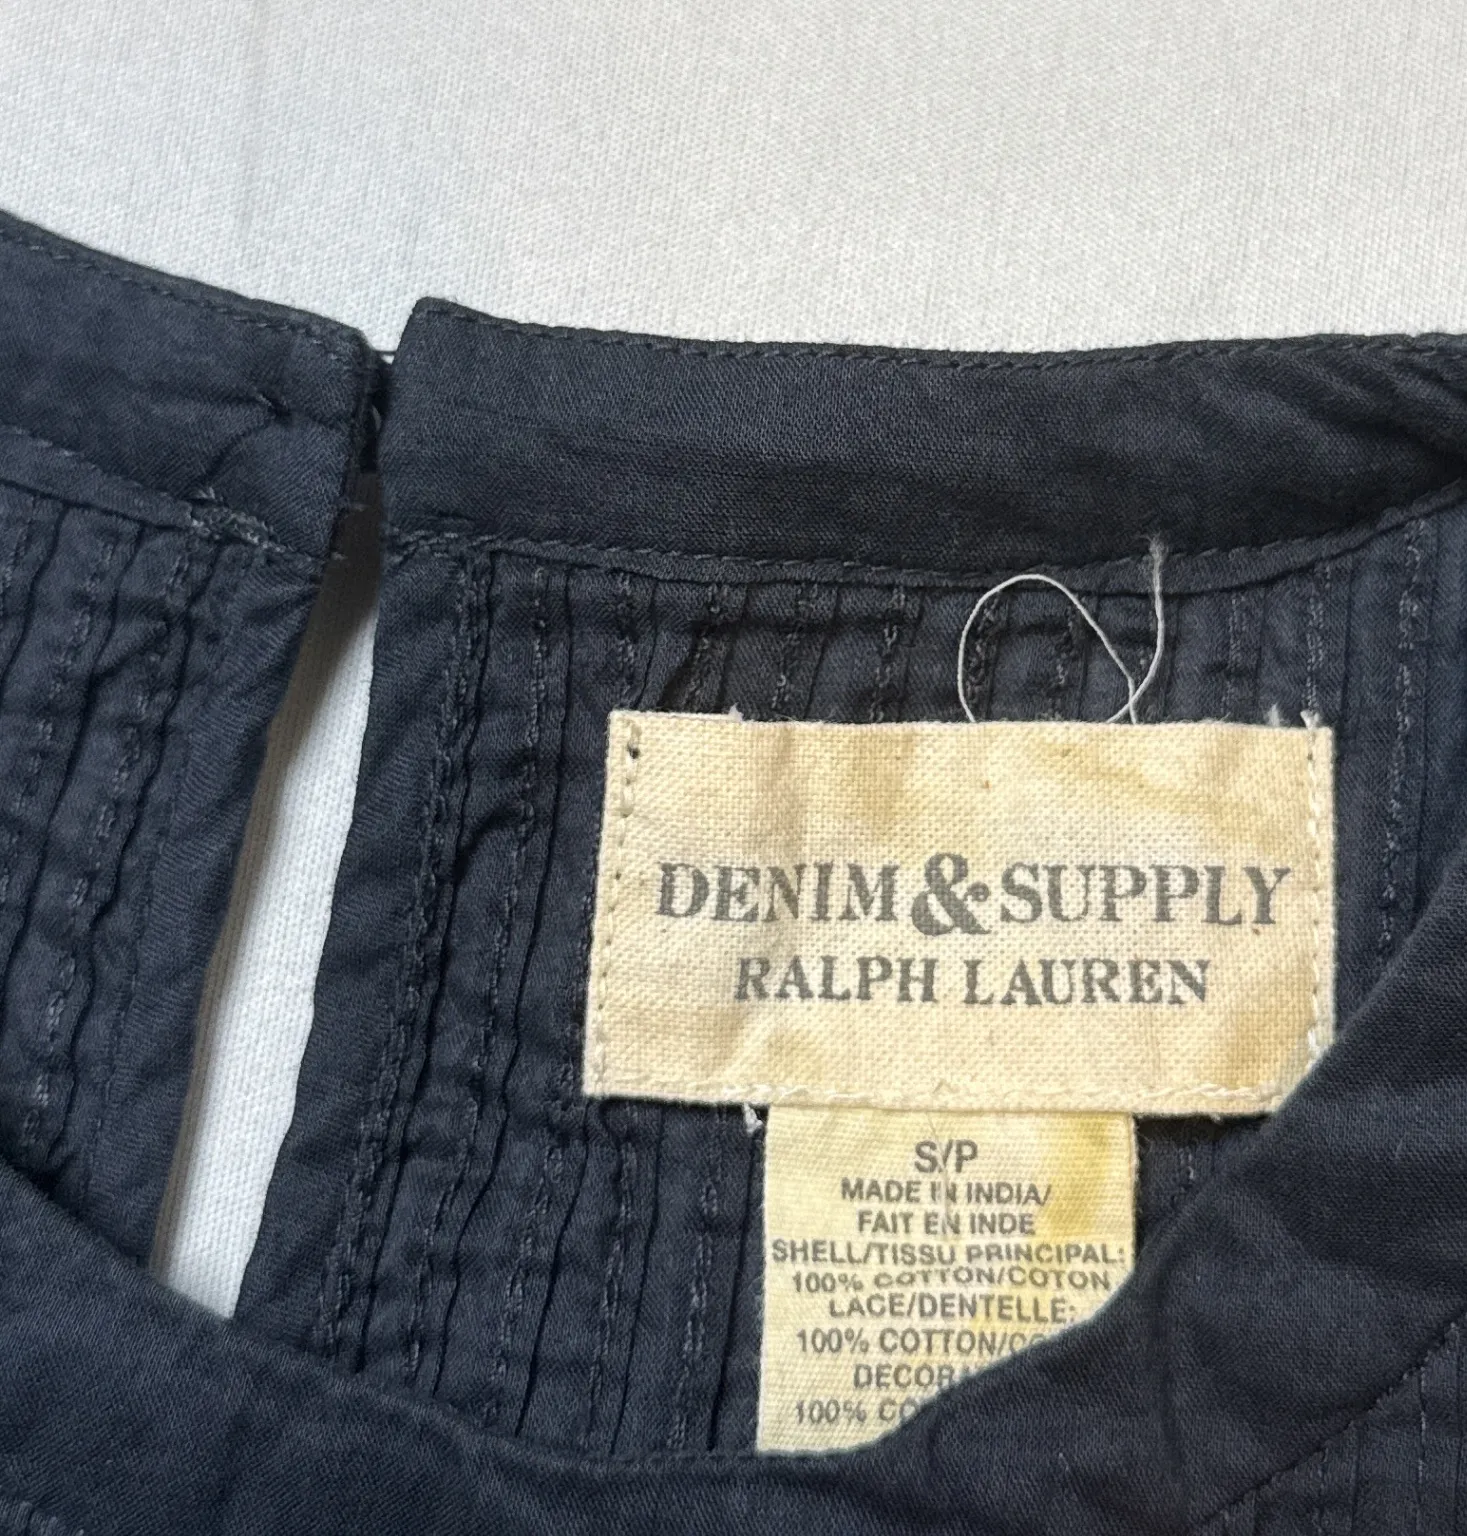 DENIM & SUPPLY
RALPH LAUREN
S/P
MADE IN INDIA/
FAIT EN INDE
SHELL/TISSU PRINCIPAL:
100% COTTON/COTON
LACE/DENTELLE:
100% COTTON/
100%